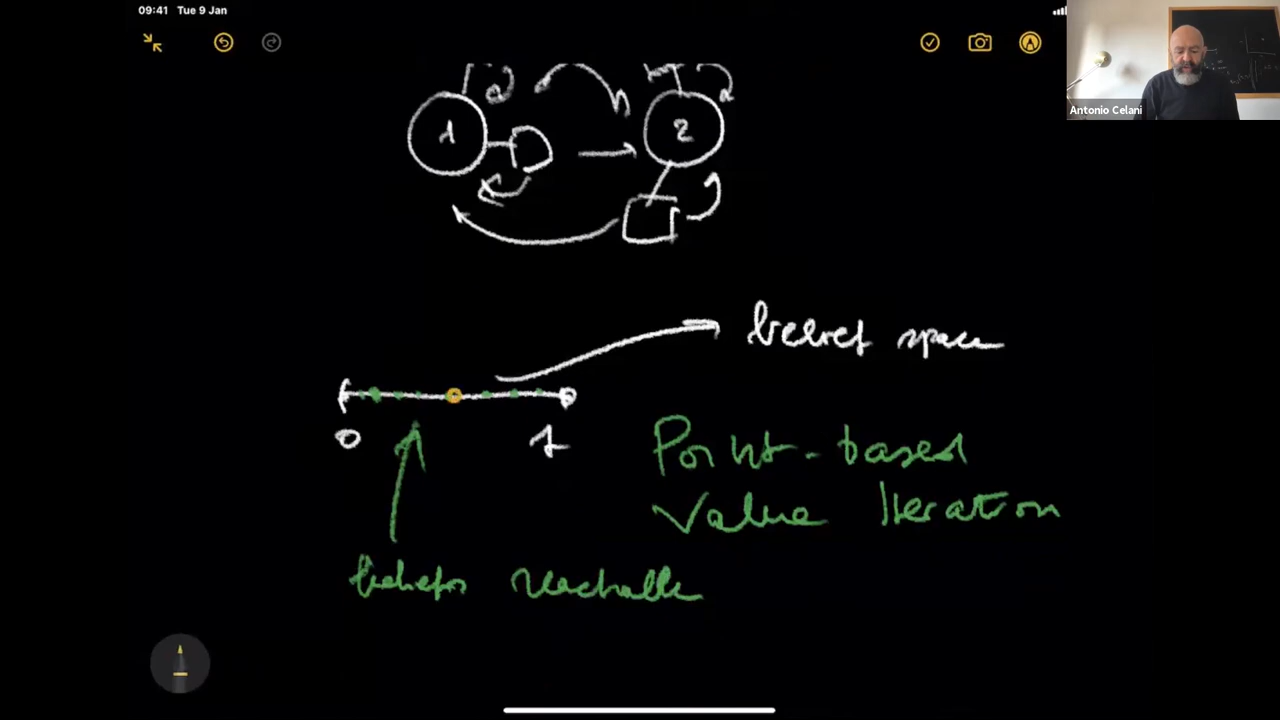 09:41 Tue 9 Jan
Antonio Celani
1
2
belief space
0
1
Point-based
Value Iteration
beliefs reachable